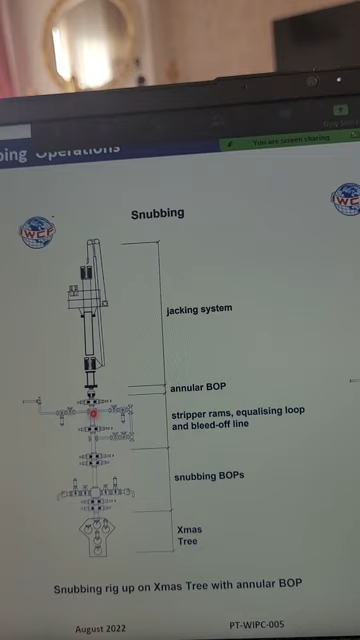 You are screen sharing
Operations
Snubbing
IWCF
jacking system
annular BOP
stripper rams, equalising loop
and bleed-off line
snubbing BOPs
Xmas
Tree
Snubbing rig up on Xmas Tree with annular BOP
August 2022
PT-WIPC-005